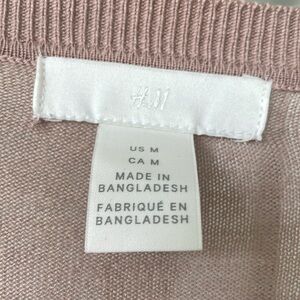 H&M
US M
CA M
MADE IN
BANGLADESH
FABRIQUÉ EN
BANGLADESH